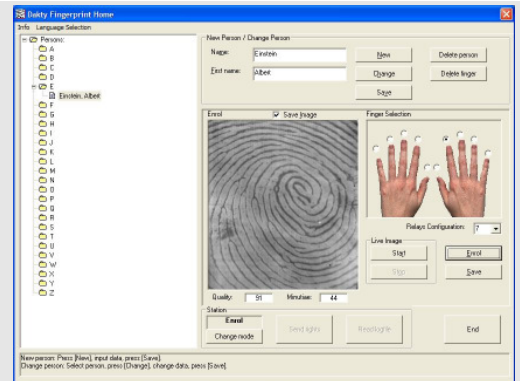 Dakty Fingerprint Home
Info Language Selection
Persons:
A
B
C
D
E
Einstein, Albert
F
G
H
I
J
K
L
M
N
O
P
Q
R
S
T
U
V
W
X
Y
Z
New Person / Change Person
Name: Einstein
First name: Albert
New
Delete person
Change
Delete finger
Save
Enrol
Save Image
Finger Selection
Relays Configuration: 7
Live Image
Start
Enrol
Stop
Save
Quality: 91 Minutiae: 44
Station
Enrol
Change mode
Send rights
End
New person: Press [New], input data, press [Save].
Change person: Select person, press [Change], change data, press [Save].